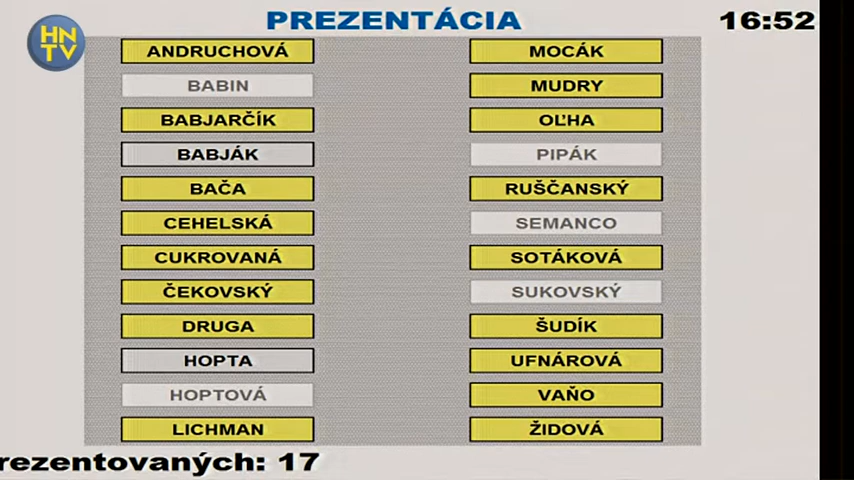 HN
TV
PREZENTÁCIA
16:52
ANDRUCHOVÁ
BABIN
BABJARČÍK
BABJÁK
BAČA
CEHELSKÁ
CUKROVANÁ
ČEKOVSKÝ
DRUGA
HOPTA
HOPTOVÁ
LICHMAN
MOCÁK
MUDRY
OĽHA
PIPÁK
RUŠČANSKÝ
SEMANCO
SOTÁKOVÁ
SUKOVSKÝ
ŠUDÍK
UFNÁROVÁ
VAŇO
ŽIDOVÁ
rezentovaných: 17